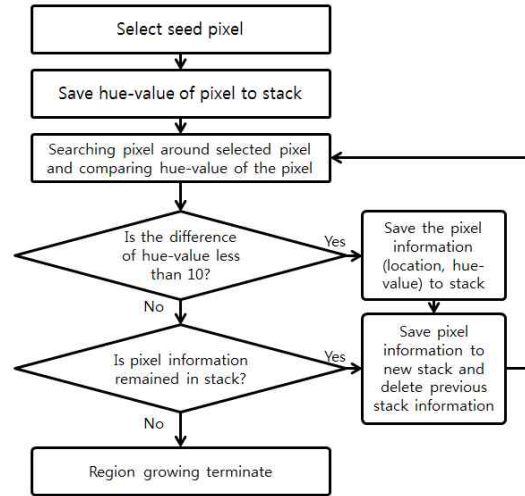 Select seed pixel
Save hue-value of pixel to stack
Searching pixel around selected pixel
and comparing hue-value of the pixel
Is the difference
of hue-value less
than 10?
Yes
Save the pixel
information
(location, hue-
value) to stack
No
Is pixel information
remained in stack?
Yes
Save pixel
information to
new stack and
delete previous
stack information
No
Region growing terminate